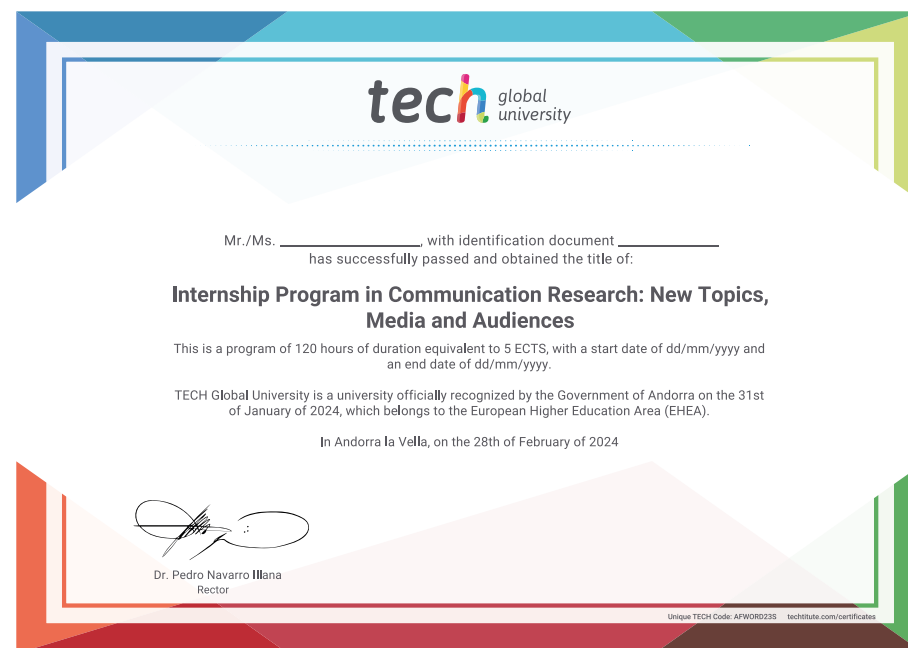 tech global university
Mr./Ms. ____________, with identification document ____________
has successfully passed and obtained the title of:
Internship Program in Communication Research: New Topics,
Media and Audiences
This is a program of 120 hours of duration equivalent to 5 ECTS, with a start date of dd/mm/yyyy and
an end date of dd/mm/yyyy.
TECH Global University is a university officially recognized by the Government of Andorra on the 31st
of January of 2024, which belongs to the European Higher Education Area (EHEA).
In Andorra la Vella, on the 28th of February of 2024
Dr. Pedro Navarro Illana
Rector
Unique TECH Code: AFWORD23S techtitute.com/certificates